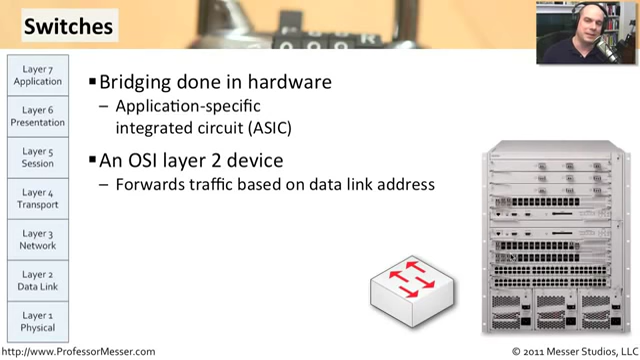 Switches
Layer 7
Application
Layer 6
Presentation
Layer 5
Session
Layer 4
Transport
Layer 3
Network
Layer 2
Data Link
Layer 1
Physical
▪Bridging done in hardware
– Application-specific
integrated circuit (ASIC)
▪An OSI layer 2 device
– Forwards traffic based on data link address
http://www.ProfessorMesser.com
© 2011 Messer Studios, LLC